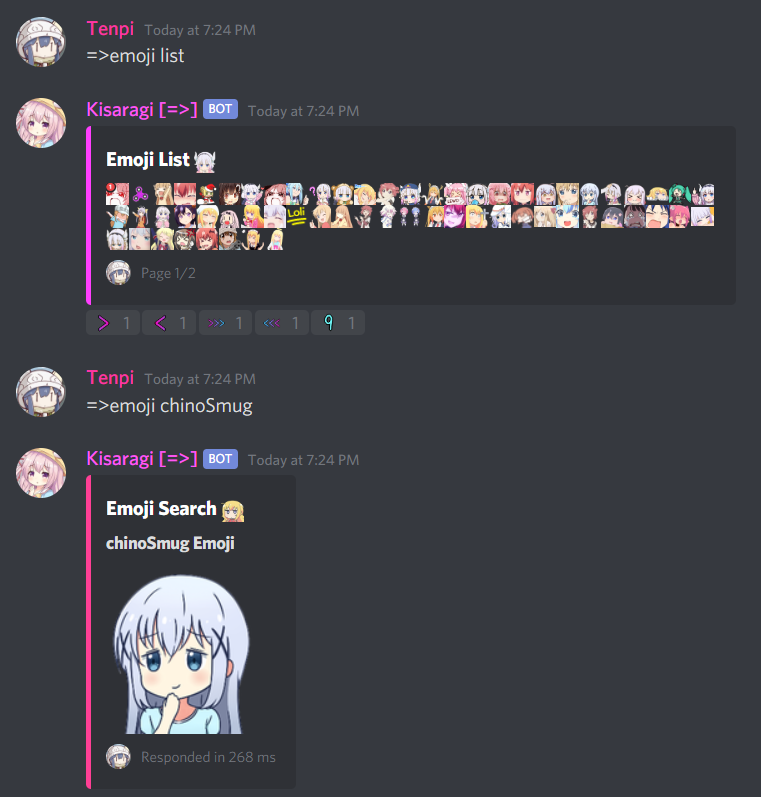 Tenpi Today at 7:24 PM
=>emoji list
Kisaragi [=>] BOT Today at 7:24 PM
Emoji List
Loli
Page 1/2
> 1 < 1 >>> 1 <<< 1 9 1
Tenpi Today at 7:24 PM
=>emoji chinoSmug
Kisaragi [=>] BOT Today at 7:24 PM
Emoji Search
chinoSmug Emoji
Responded in 268 ms